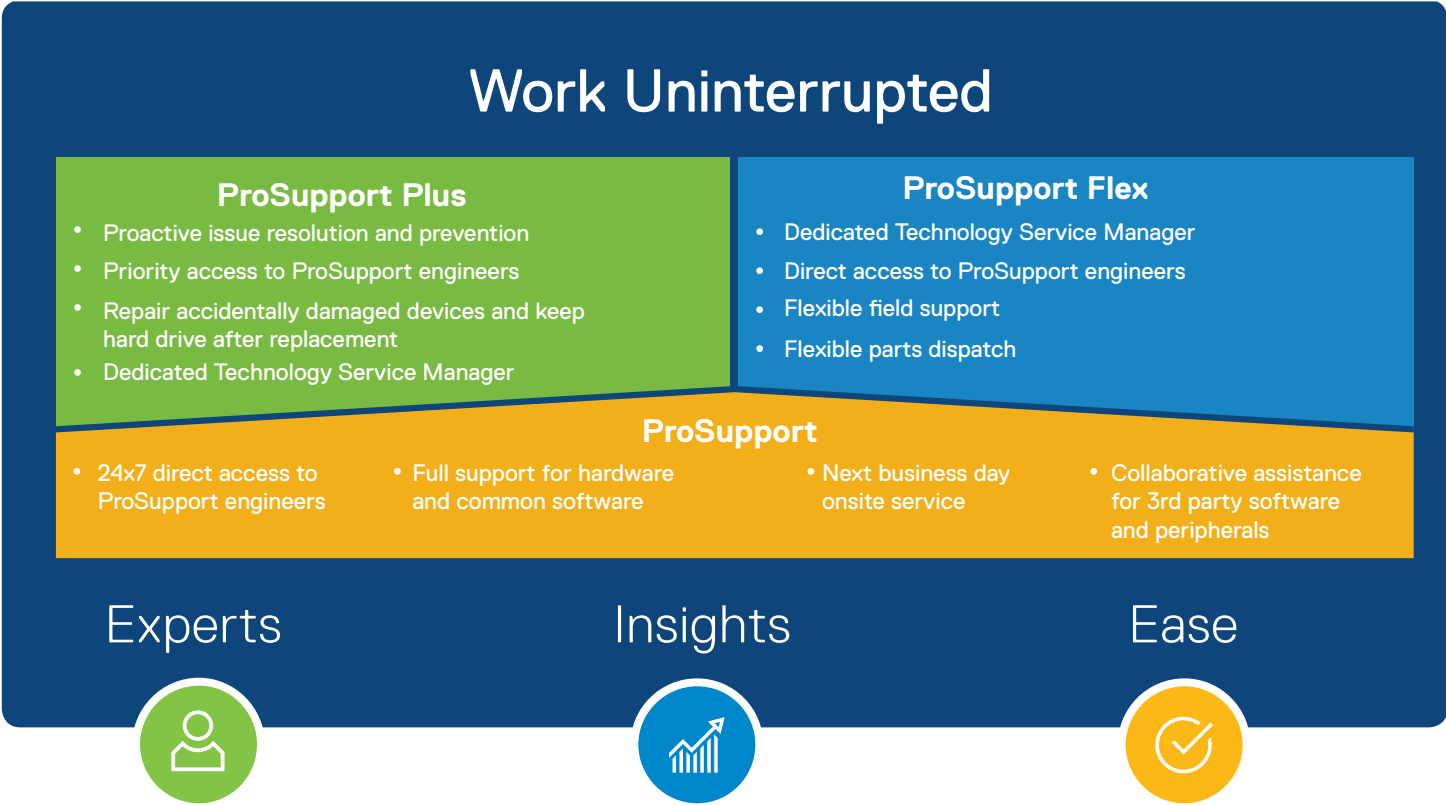 Work Uninterrupted
ProSupport Plus
• Proactive issue resolution and prevention
• Priority access to ProSupport engineers
• Repair accidentally damaged devices and keep
hard drive after replacement
• Dedicated Technology Service Manager
ProSupport Flex
• Dedicated Technology Service Manager
• Direct access to ProSupport engineers
• Flexible field support
• Flexible parts dispatch
ProSupport
• 24x7 direct access to
ProSupport engineers
• Full support for hardware
and common software
• Next business day
onsite service
• Collaborative assistance
for 3rd party software
and peripherals
Experts
Insights
Ease